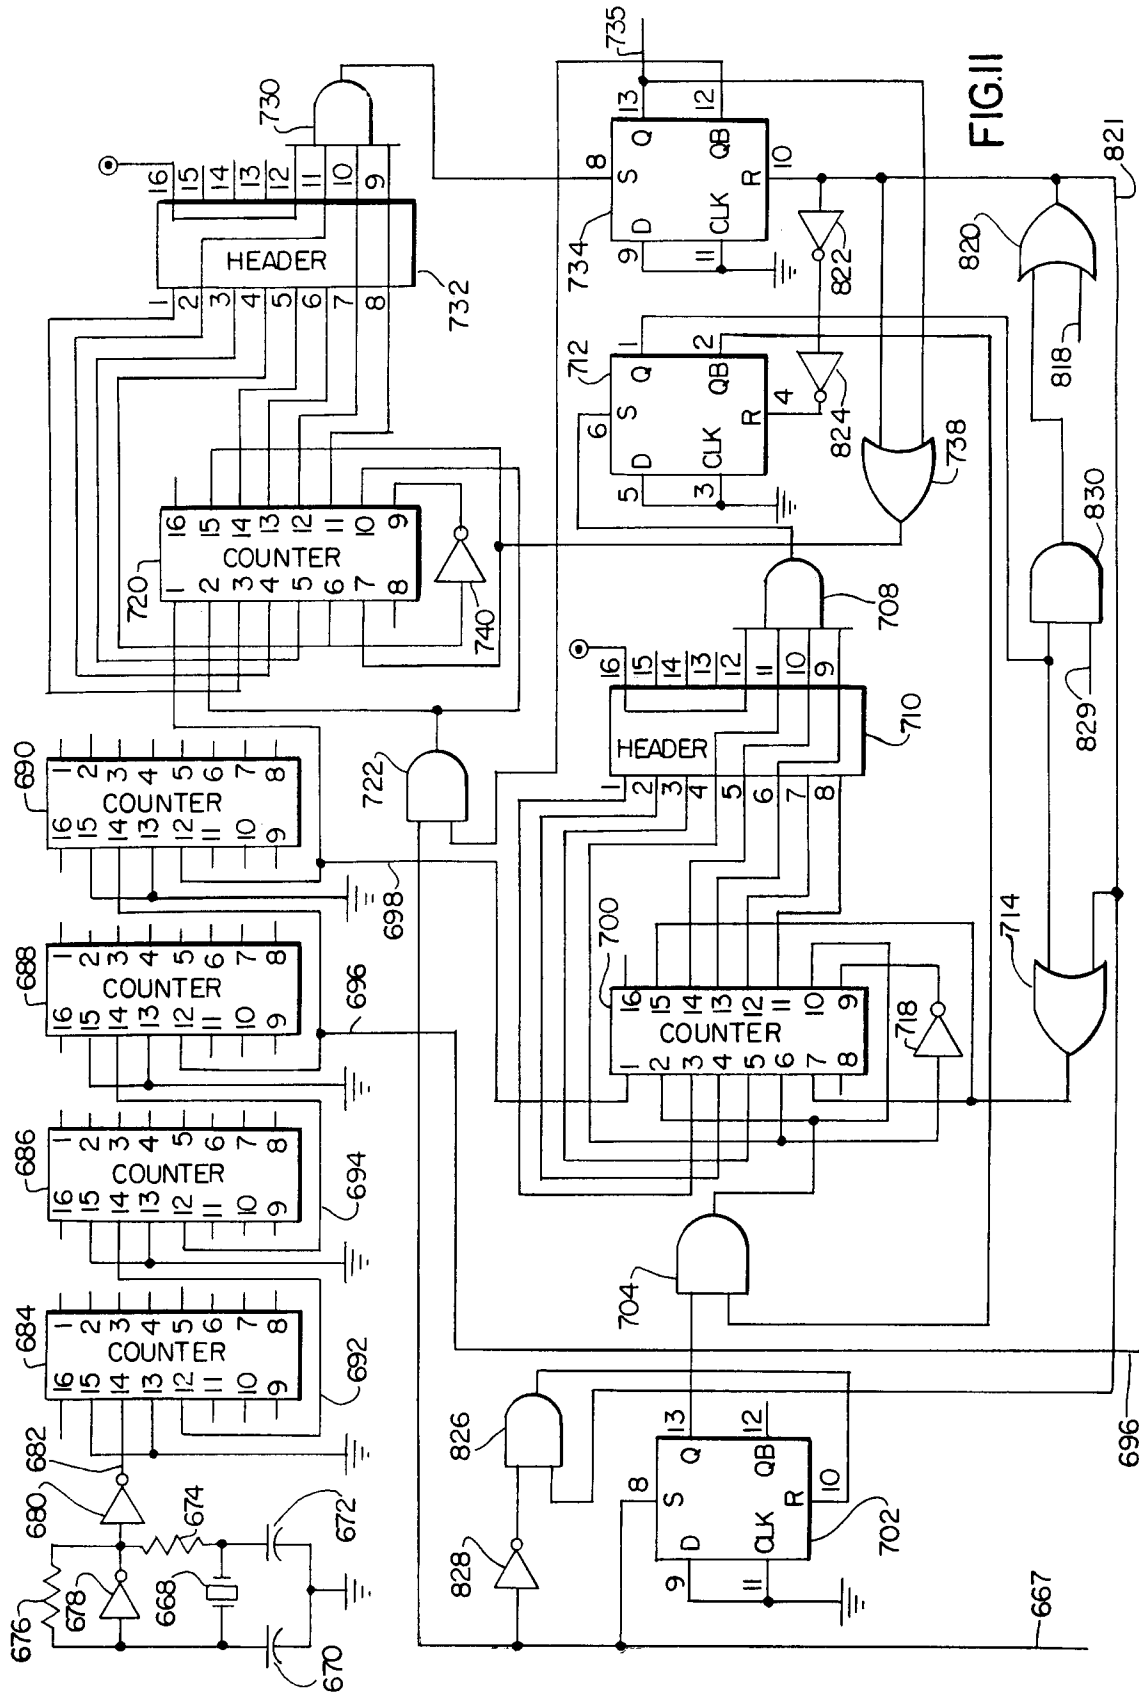 FIG.11
676
678
680
682
674
668
670
672
684
COUNTER
16 15 14 13 12 11 10 9
1 2 3 4 5 6 7 8
692
686
COUNTER
16 15 14 13 12 11 10 9
1 2 3 4 5 6 7 8
694
688
COUNTER
16 15 14 13 12 11 10 9
1 2 3 4 5 6 7 8
696
690
COUNTER
16 15 14 13 12 11 10 9
1 2 3 4 5 6 7 8
698
720
COUNTER
1 2 3 4 5 6 7 8
16 15 14 13 12 11 10 9
740
732
HEADER
1 2 3 4 5 6 7 8
16 15 14 13 12 11 10 9
730
722
828
826
702
9 D
11 CLK
8 S
Q 13
QB 12
R 10
667
696
704
700
COUNTER
1 2 3 4 5 6 7 8
16 15 14 13 12 11 10 9
718
710
HEADER
1 2 3 4 5 6 7 8
16 15 14 13 12 11 10 9
708
712
5 D
3 CLK
6 S
Q 1
QB 2
R 4
734
9 D
11 CLK
8 S
Q 13
QB 12
R 10
735
822
824
738
714
829
830
818
820
821